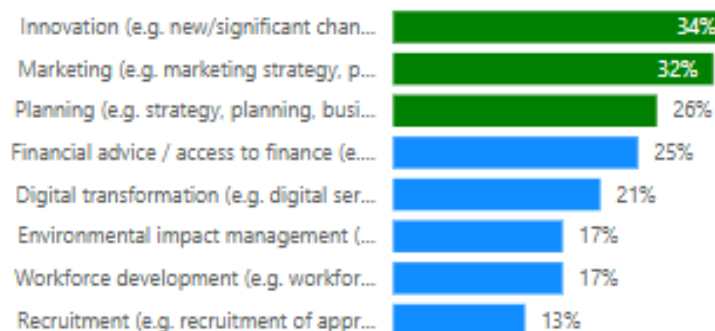 Innovation (e.g. new/significant chan... 34%
Marketing (e.g. marketing strategy, p... 32%
Planning (e.g. strategy, planning, busi... 26%
Financial advice / access to finance (e.... 25%
Digital transformation (e.g. digital ser... 21%
Environmental impact management (... 17%
Workforce development (e.g. workfor... 17%
Recruitment (e.g. recruitment of appr... 13%